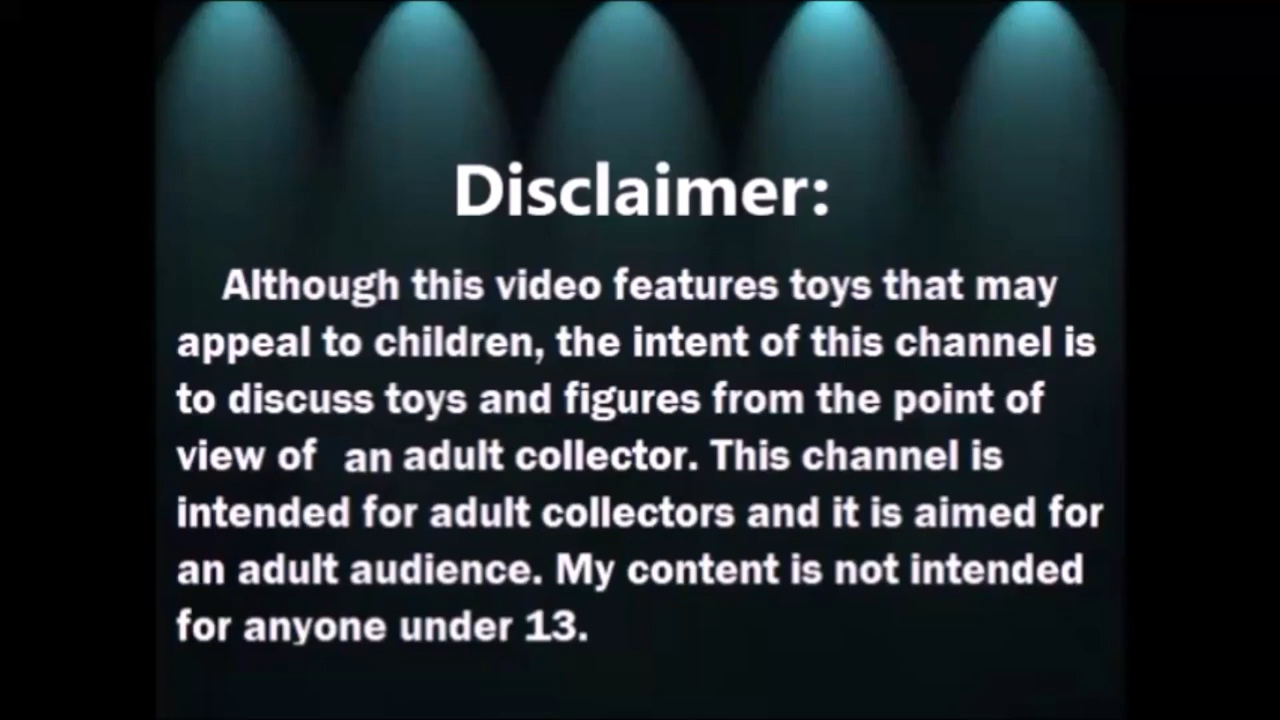 Disclaimer:
Although this video features toys that may
appeal to children, the intent of this channel is
to discuss toys and figures from the point of
view of an adult collector. This channel is
intended for adult collectors and it is aimed for
an adult audience. My content is not intended
for anyone under 13.